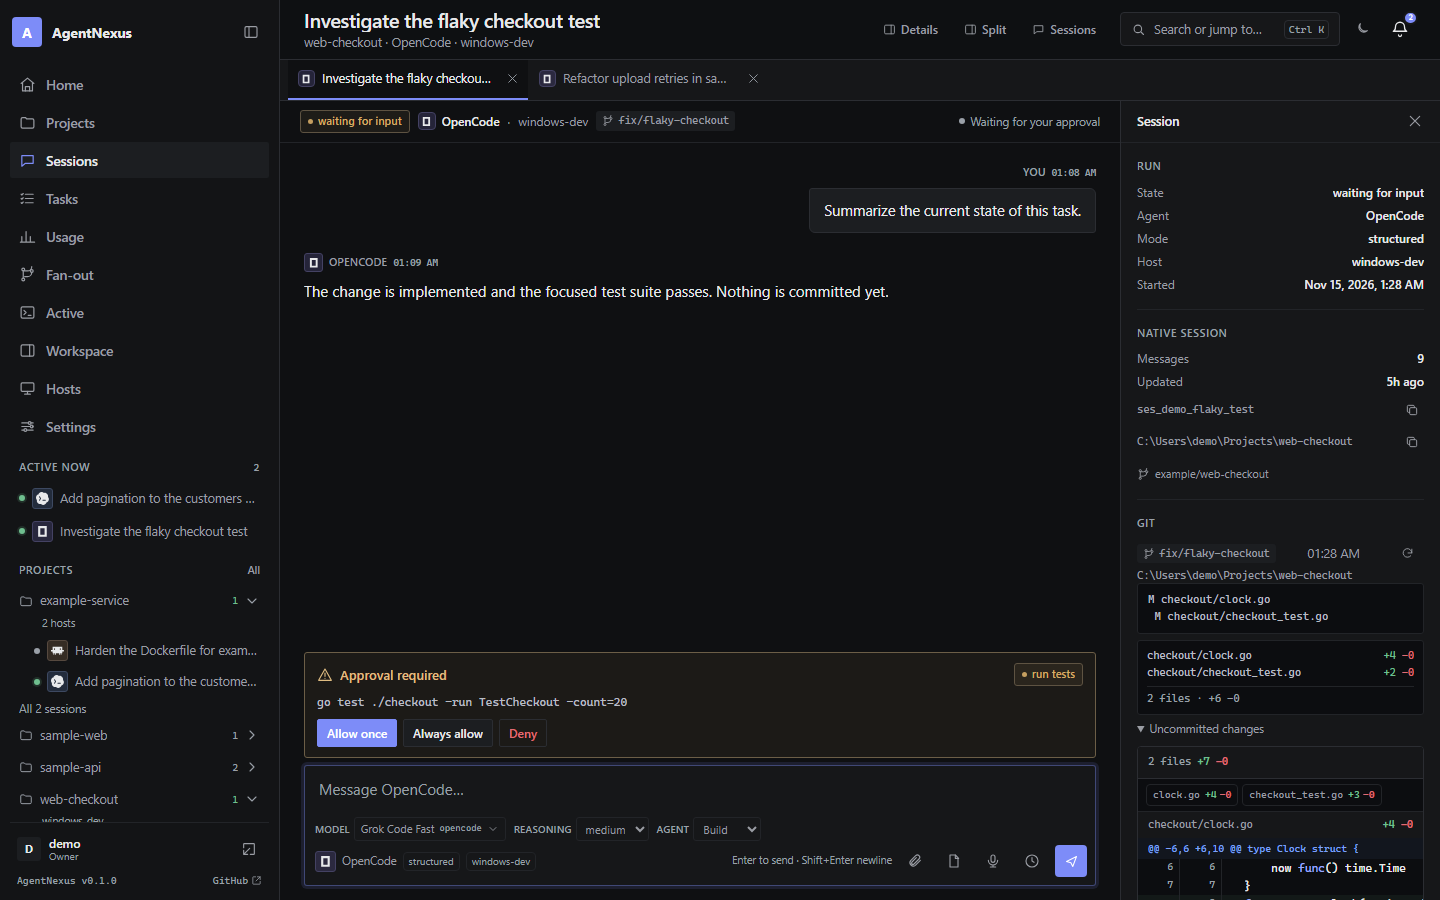 A AgentNexus
Home
Projects
Sessions
Tasks
Usage
Fan-out
Active
Workspace
Hosts
Settings
ACTIVE NOW 2
Add pagination to the customers ...
Investigate the flaky checkout test
PROJECTS All
example-service 1
2 hosts
Harden the Dockerfile for exam...
Add pagination to the custome...
All 2 sessions
sample-web 1
sample-api 2
web-checkout 1
windows-dev
D demo
Owner
AgentNexus v0.1.0 GitHub
Investigate the flaky checkout test
web-checkout · OpenCode · windows-dev
Details Split Sessions Search or jump to... Ctrl K 2
Investigate the flaky checkou... Refactor upload retries in sa...
waiting for input OpenCode · windows-dev fix/flaky-checkout Waiting for your approval
YOU 01:08 AM
Summarize the current state of this task.
OPENCODE 01:09 AM
The change is implemented and the focused test suite passes. Nothing is committed yet.
Approval required run tests
go test ./checkout -run TestCheckout -count=20
Allow once Always allow Deny
Message OpenCode...
MODEL Grok Code Fast opencode REASONING medium AGENT Build
OpenCode structured windows-dev Enter to send · Shift+Enter newline
Session
RUN
State waiting for input
Agent OpenCode
Mode structured
Host windows-dev
Started Nov 15, 2026, 1:28 AM
NATIVE SESSION
Messages 9
Updated 5h ago
ses_demo_flaky_test
C:\Users\demo\Projects\web-checkout
example/web-checkout
GIT
fix/flaky-checkout 01:28 AM
C:\Users\demo\Projects\web-checkout
M checkout/clock.go
M checkout/checkout_test.go
checkout/clock.go +4 -0
checkout/checkout_test.go +2 -0
2 files · +6 -0
Uncommitted changes
2 files +7 -0
clock.go +4 -0 checkout_test.go +3 -0
checkout/clock.go +4 -0
@@ -6,6 +6,10 @@ type Clock struct {
6 6 now func() time.Time
7 7 }